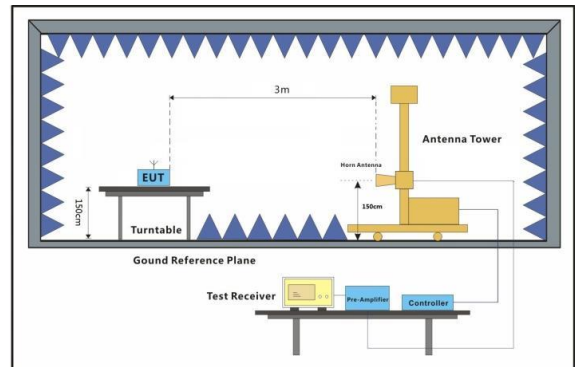 3m
Antenna Tower
Horn Antenna
EUT
150cm
150cm
Turntable
Gound Reference Plane
Test Receiver
Pre-Amplifier
Controller